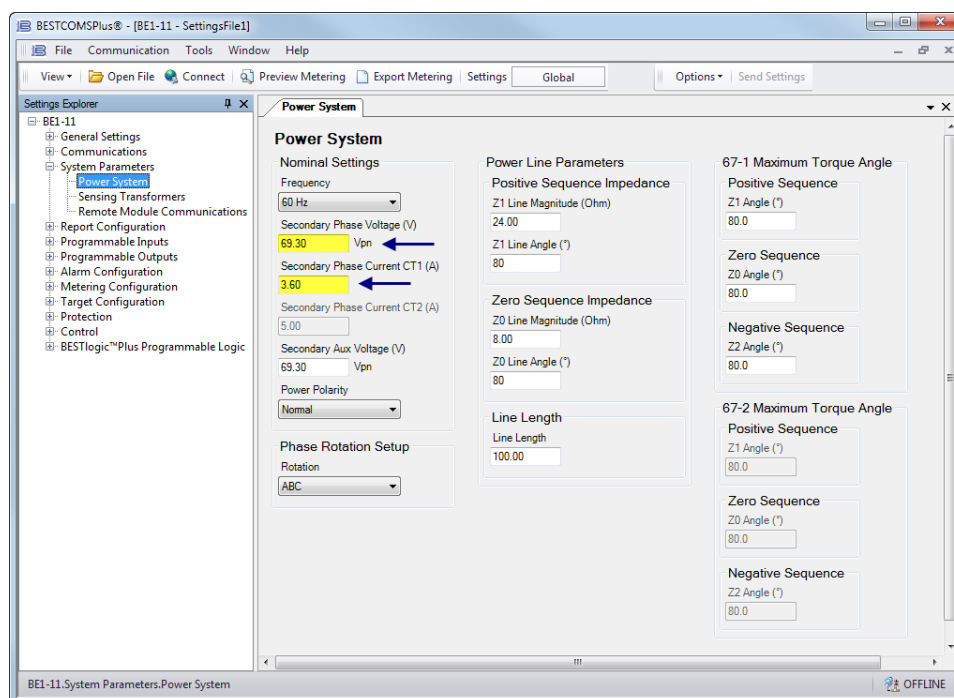 BESTCOMSPlus® - [BE1-11 - SettingsFile1]
File Communication Tools Window Help
View Open File Connect Preview Metering Export Metering Settings Global Options Send Settings
Settings Explorer
BE1-11
General Settings
Communications
System Parameters
Power System
Sensing Transformers
Remote Module Communications
Report Configuration
Programmable Inputs
Programmable Outputs
Alarm Configuration
Metering Configuration
Target Configuration
Protection
Control
BESTlogic™Plus Programmable Logic
Power System
Power System
Nominal Settings
Frequency
60 Hz
Secondary Phase Voltage (V)
69.30 Vpn
Secondary Phase Current CT1 (A)
3.60
Secondary Phase Current CT2 (A)
5.00
Secondary Aux Voltage (V)
69.30 Vpn
Power Polarity
Normal
Phase Rotation Setup
Rotation
ABC
Power Line Parameters
Positive Sequence Impedance
Z1 Line Magnitude (Ohm)
24.00
Z1 Line Angle (°)
80
Zero Sequence Impedance
Z0 Line Magnitude (Ohm)
8.00
Z0 Line Angle (°)
80
Line Length
Line Length
100.00
67-1 Maximum Torque Angle
Positive Sequence
Z1 Angle (°)
80.0
Zero Sequence
Z0 Angle (°)
80.0
Negative Sequence
Z2 Angle (°)
80.0
67-2 Maximum Torque Angle
Positive Sequence
Z1 Angle (°)
80.0
Zero Sequence
Z0 Angle (°)
80.0
Negative Sequence
Z2 Angle (°)
80.0
BE1-11.System Parameters.Power System OFFLINE